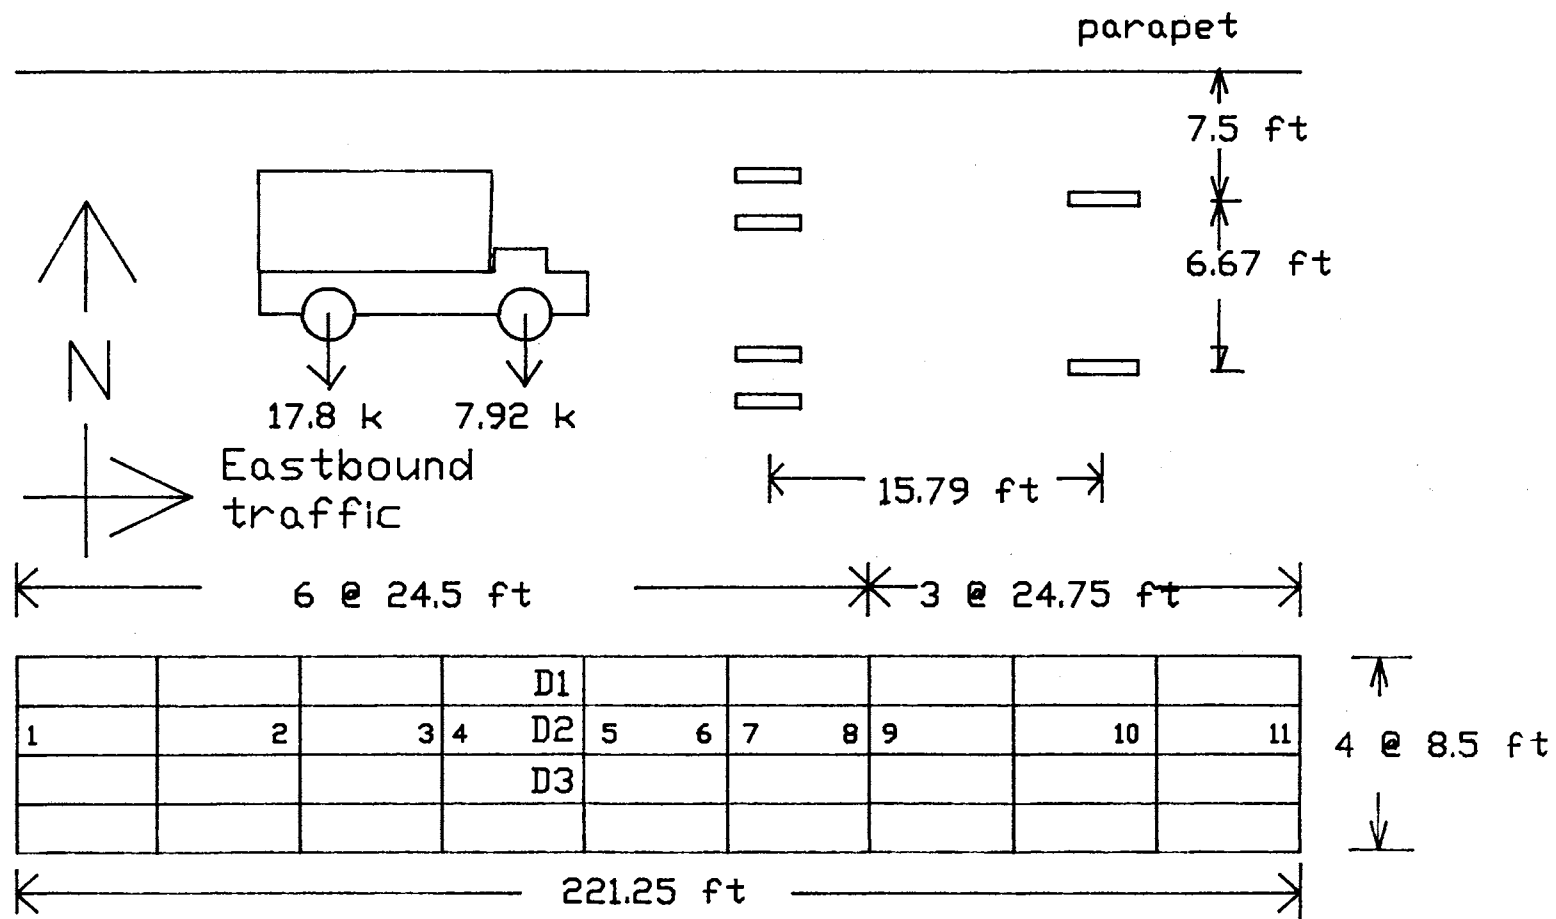 parapet
7.5 ft
6.67 ft
N
17.8 k 7.92 k
Eastbound
traffic
15.79 ft
6 @ 24.5 ft 3 @ 24.75 ft
D1
1 2 3 4 D2 5 6 7 8 9 10 11
4 @ 8.5 ft
D3
221.25 ft